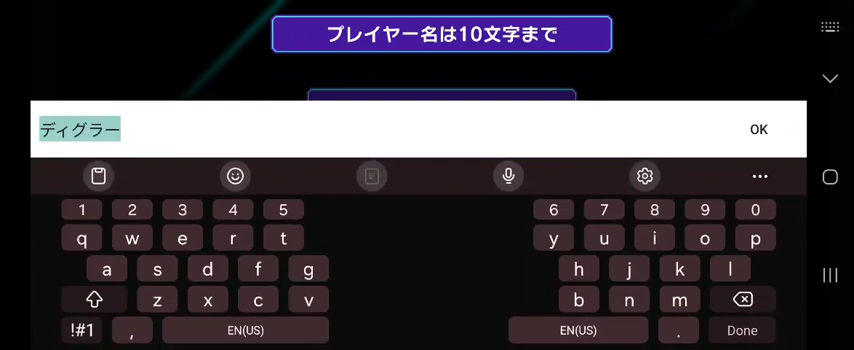 プレイヤー名は10文字まで
ディグラー
OK
1 2 3 4 5 6 7 8 9 0
q w e r t y u i o p
a s d f g h j k l
z x c v b n m
!#1 , EN(US) EN(US) . Done